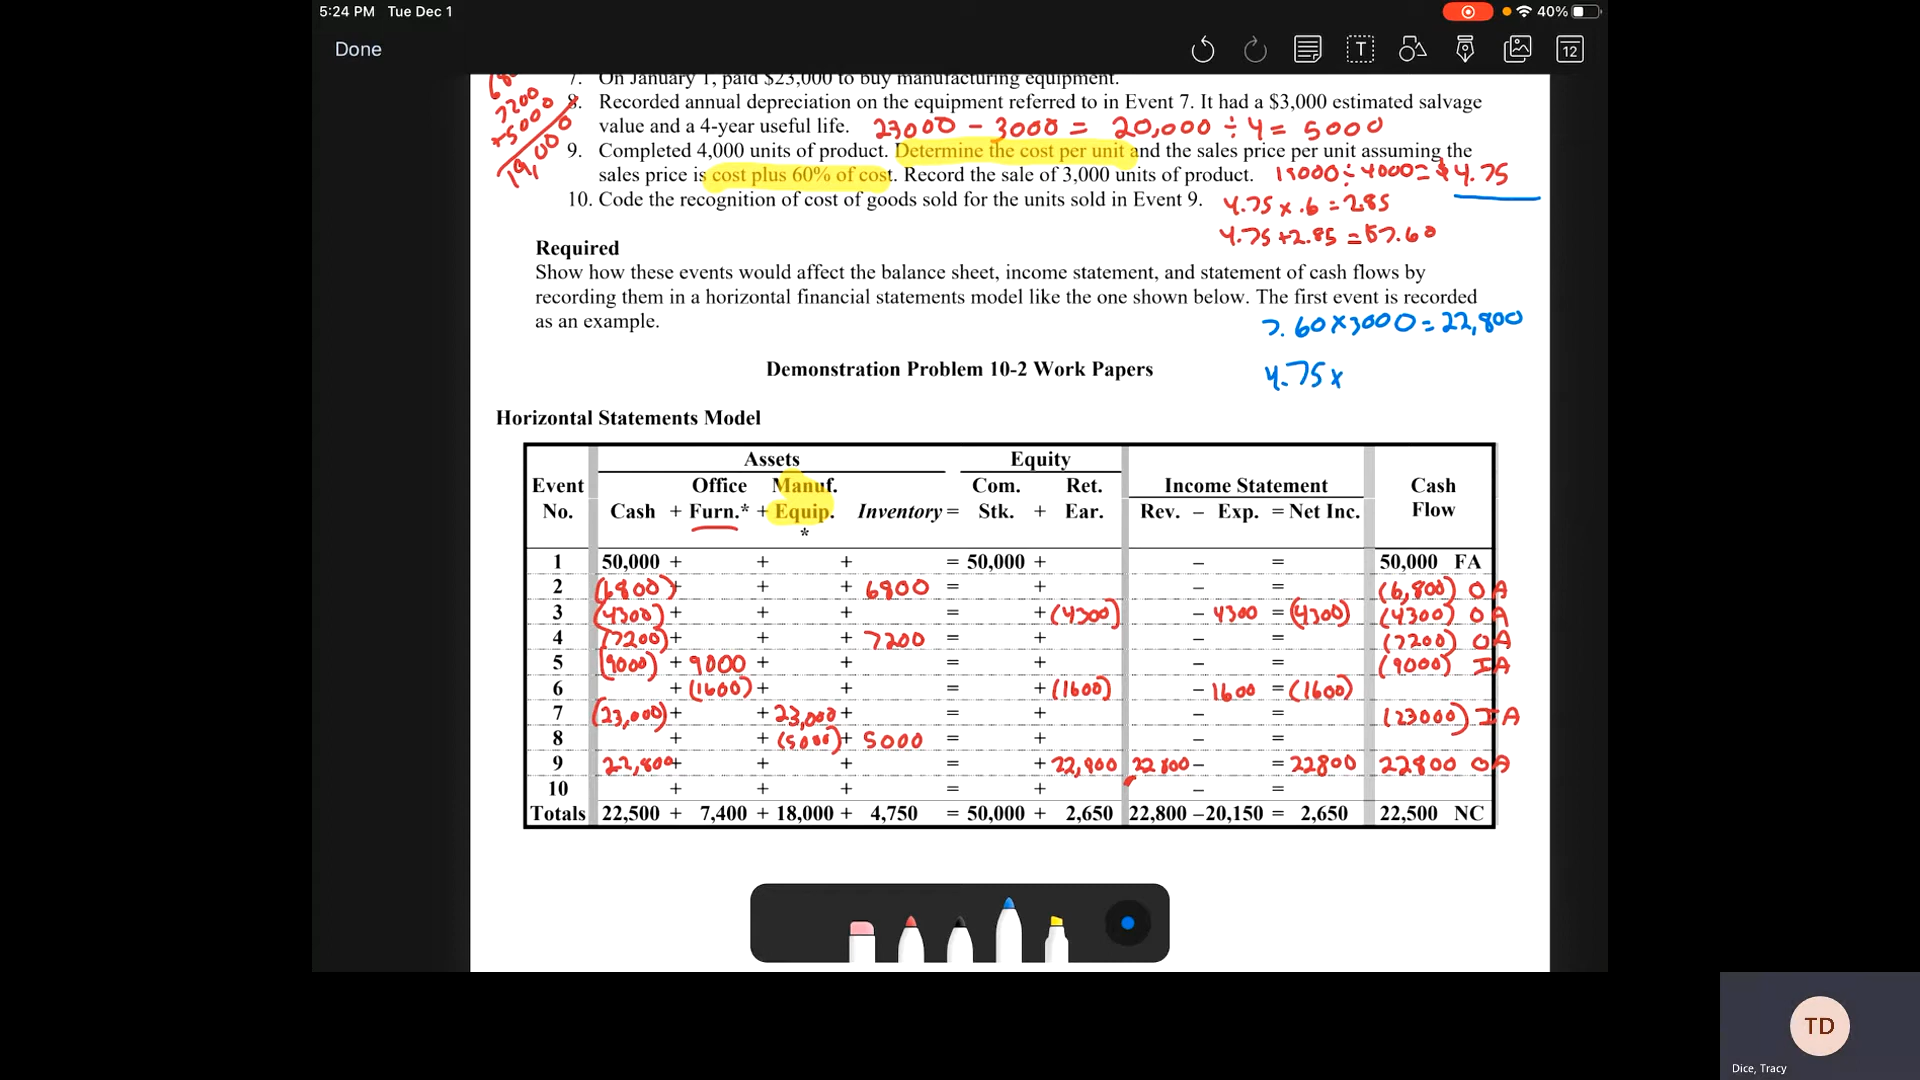 5:24 PM Tue Dec 1
40%
Done
T
12
7. On January 1, paid $23,000 to buy manufacturing equipment.
7200
+5000
19,000
8. Recorded annual depreciation on the equipment referred to in Event 7. It had a $3,000 estimated salvage
value and a 4-year useful life. 23000 - 3000 = 20,000 ÷ 4 = 5000
9. Completed 4,000 units of product. Determine the cost per unit and the sales price per unit assuming the
sales price is cost plus 60% of cost. Record the sale of 3,000 units of product. 19000 ÷ 4000 = $4.75
10. Code the recognition of cost of goods sold for the units sold in Event 9. 4.75 x .6 = 2.85
4.75 + 2.85 = $7.60
Required
Show how these events would affect the balance sheet, income statement, and statement of cash flows by
recording them in a horizontal financial statements model like the one shown below. The first event is recorded
as an example.
7.60 x 3000 = 22,800
Demonstration Problem 10-2 Work Papers
4.75 x
Horizontal Statements Model
Assets Equity
Event Office Manuf. Com. Ret. Income Statement Cash
No. Cash + Furn.* + Equip. Inventory = Stk. + Ear. Rev. – Exp. = Net Inc. Flow
*
1 50,000 + + + = 50,000 + – = 50,000 FA
2 (6800) + + + 6800 = + – = (6,800) OA
3 (4300) + + + = + (4300) – 4300 = (4300) (4300) OA
4 (7200) + + + 7200 = + – = (7200) OA
5 (9000) + 9000 + + = + – = (9000) IA
6 + (1600) + + = + (1600) – 1600 = (1600)
7 (23,000) + + 23,000 + = + – = (23000) IA
8 + + (5000) + 5000 = + – =
9 22,800 + + + = + 22,800 22800 – = 22800 22800 OA
10 + + + = + – =
Totals 22,500 + 7,400 + 18,000 + 4,750 = 50,000 + 2,650 22,800 – 20,150 = 2,650 22,500 NC
TD
Dice, Tracy